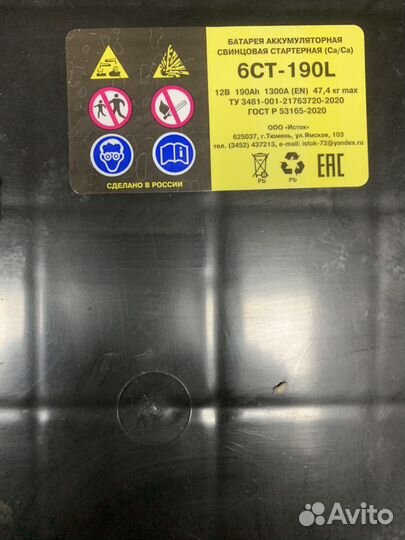 БАТАРЕЯ АККУМУЛЯТОРНАЯ
СВИНЦОВАЯ СТАРТЕРНАЯ (Ca/Ca)
6СТ-190L
12В 190Ah 1300A (EN) 47,4 кг max
ТУ 3481-001-21763720-2020
ГОСТ Р 53165-2020
ООО «Исток»
625037, г.Тюмень, ул.Ямская, 103
тел. (3452) 437213, e-mail: istok-72@yandex.ru
Pb Pb
EAC
СДЕЛАНО В РОССИИ
Avito